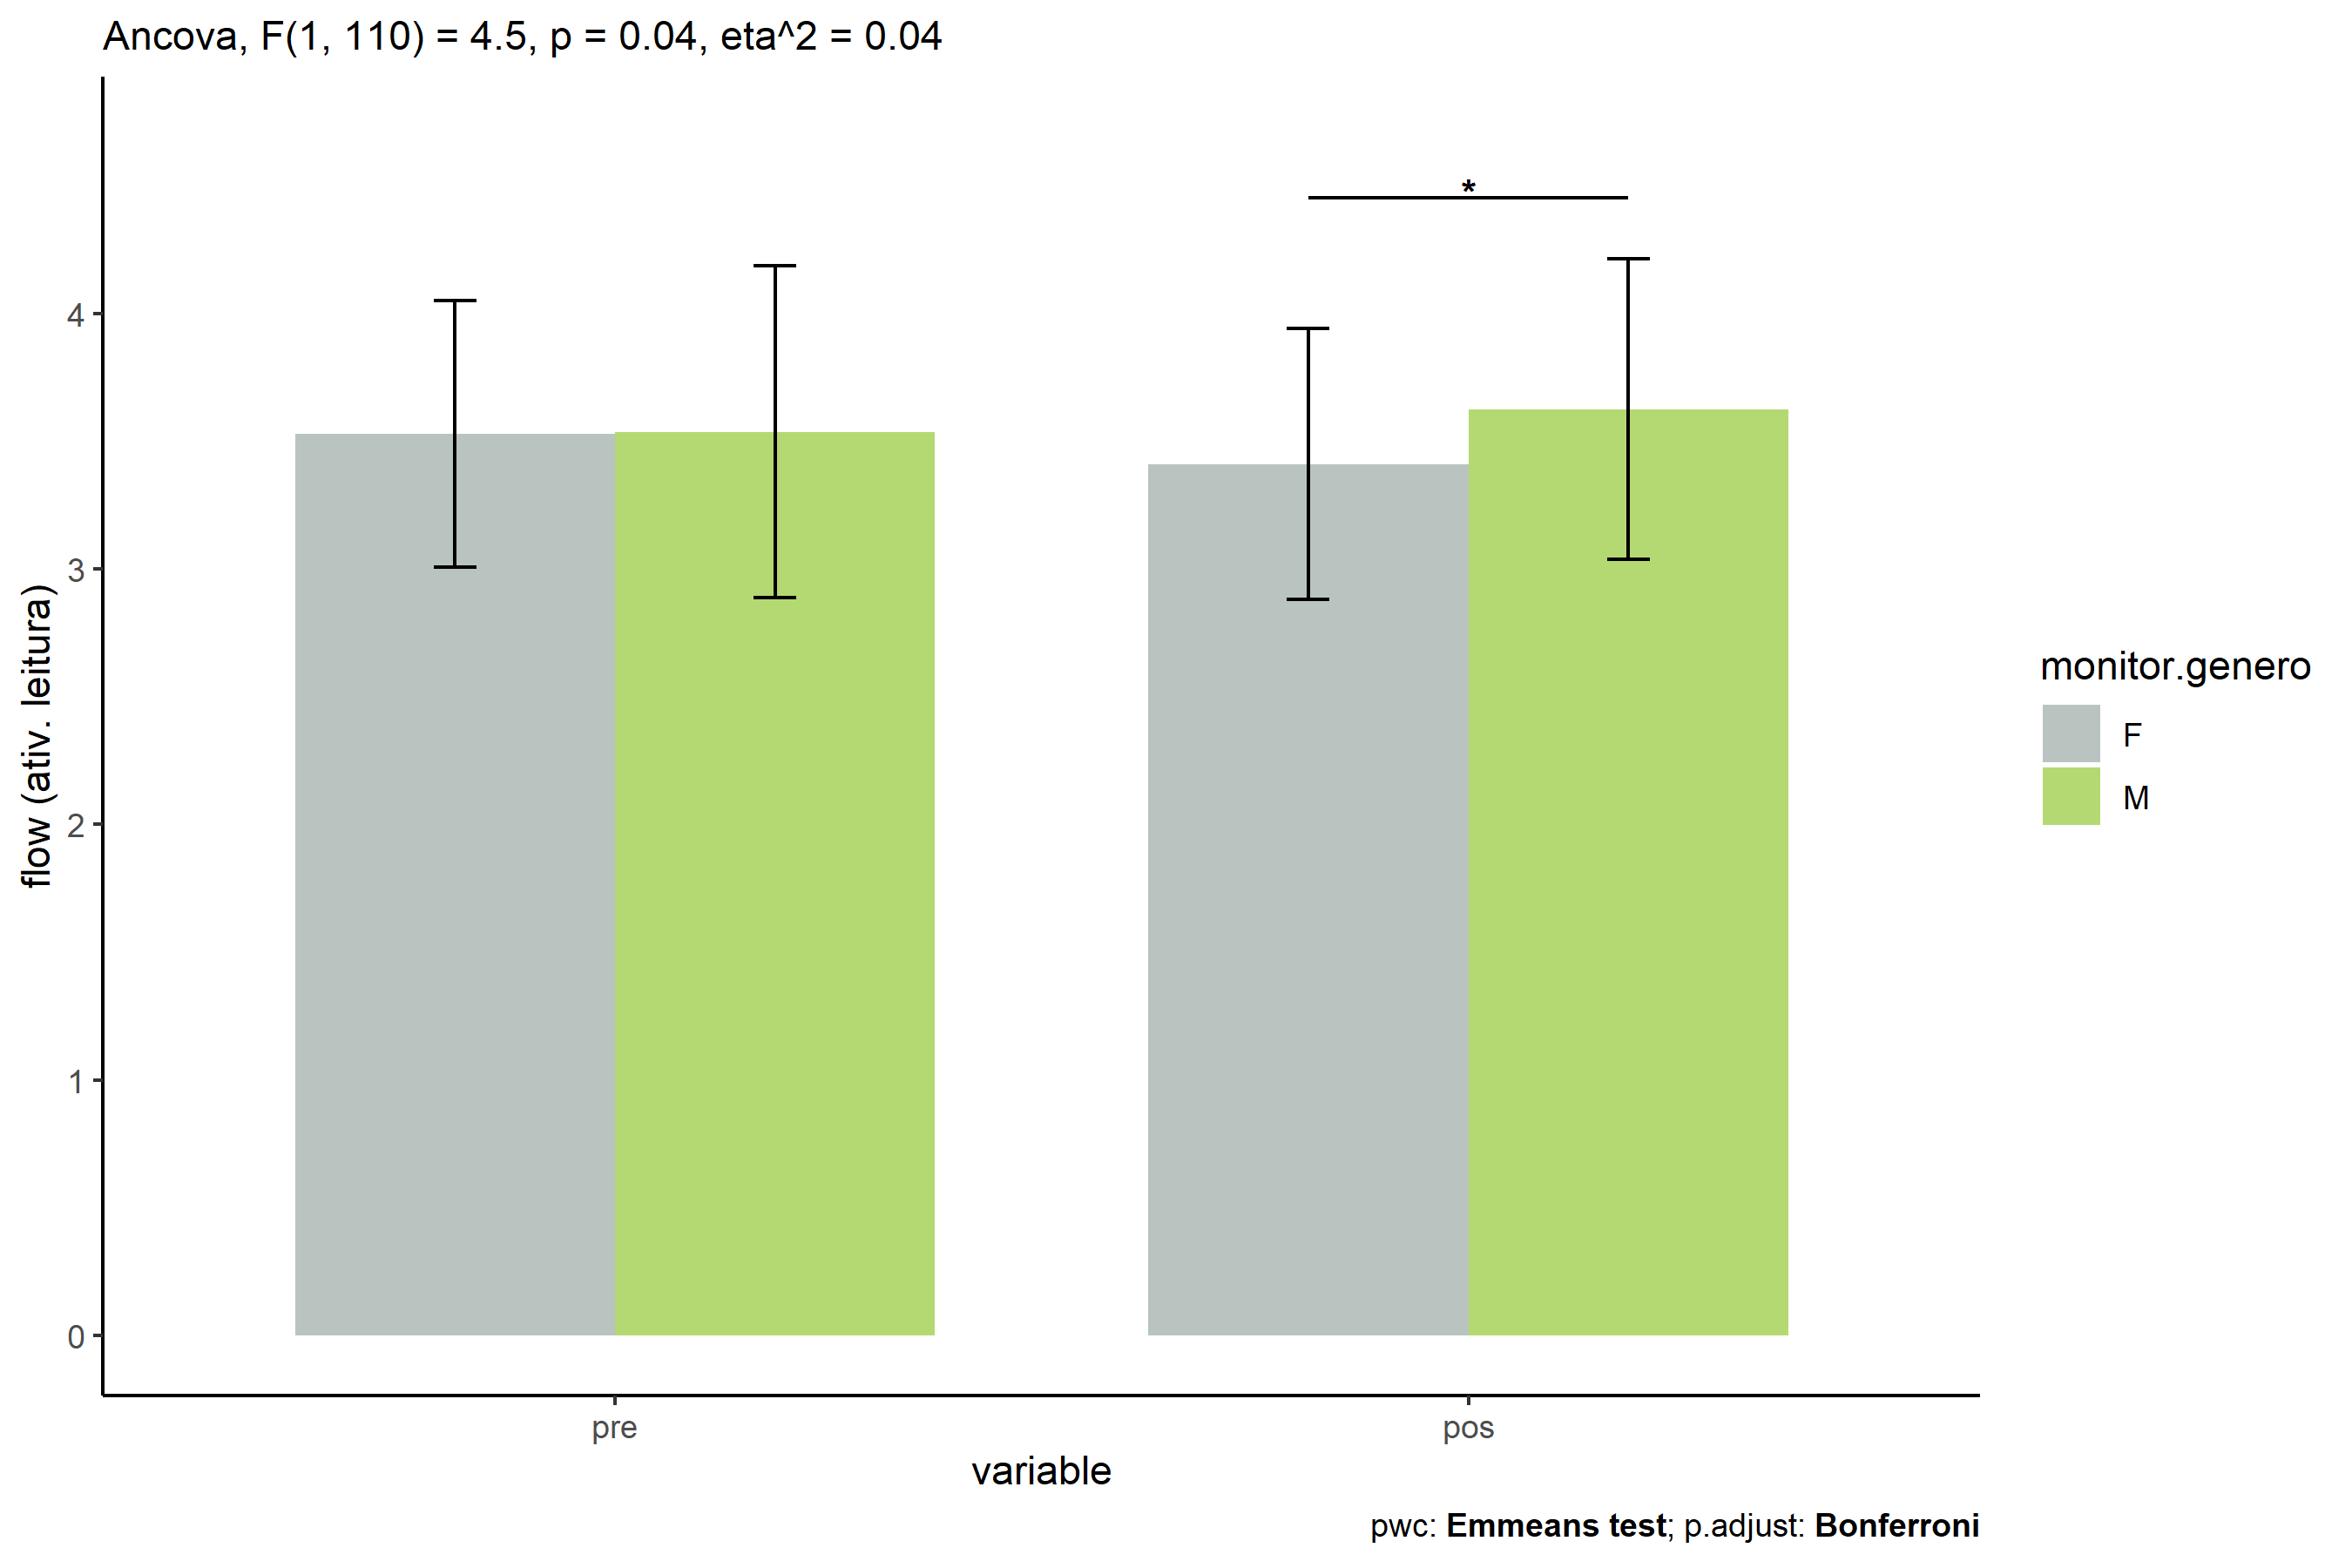 Ancova, F(1, 110) = 4.5, p = 0.04, eta^2 = 0.04
*
4
3
2
1
0
flow (ativ. leitura)
pre
pos
variable
monitor.genero
F
M
pwc: Emmeans test; p.adjust: Bonferroni